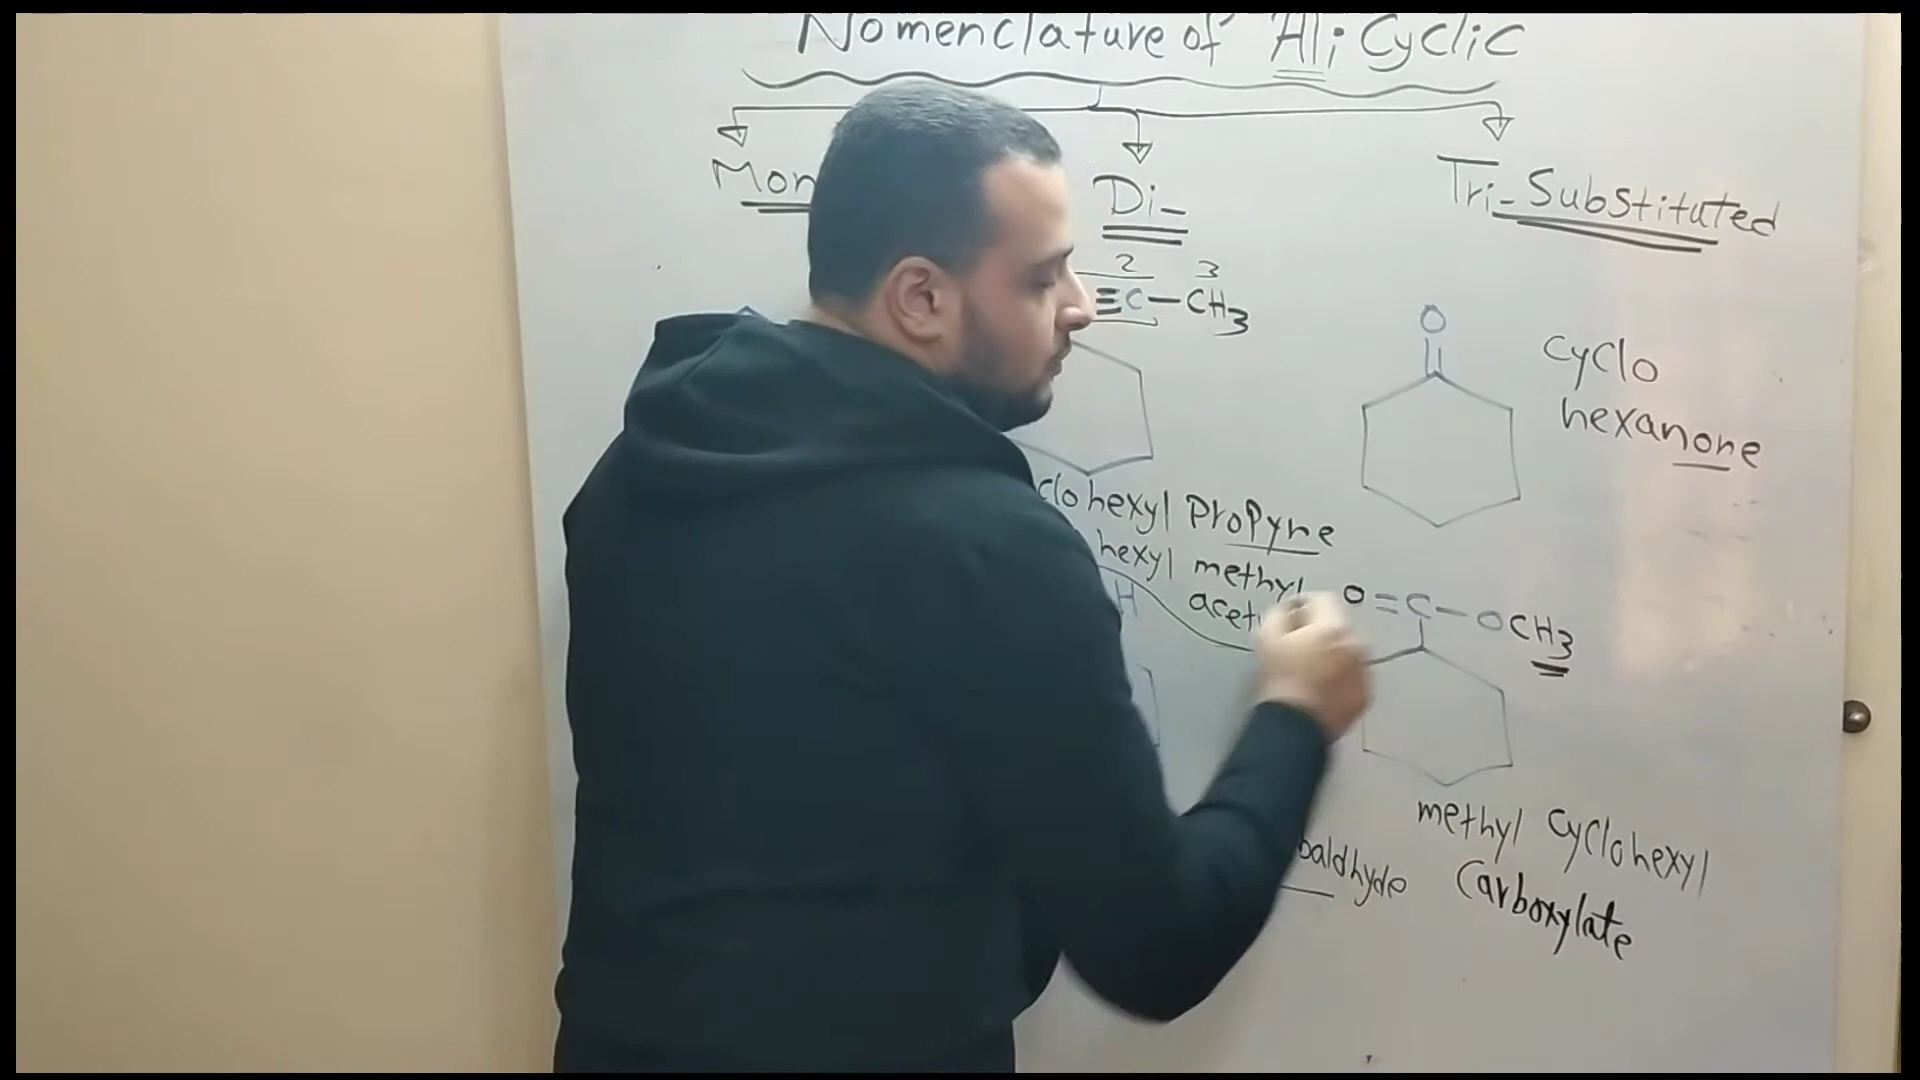 Nomenclature of Ali Cyclic
Mon
Di-
Tri-Substituted
2 3
≡C-CH3
O
cyclo
hexanone
clohexyl Propyne
hexyl methyl
acet
H
O=C-OCH3
baldhyde
methyl cyclohexyl
Carboxylate